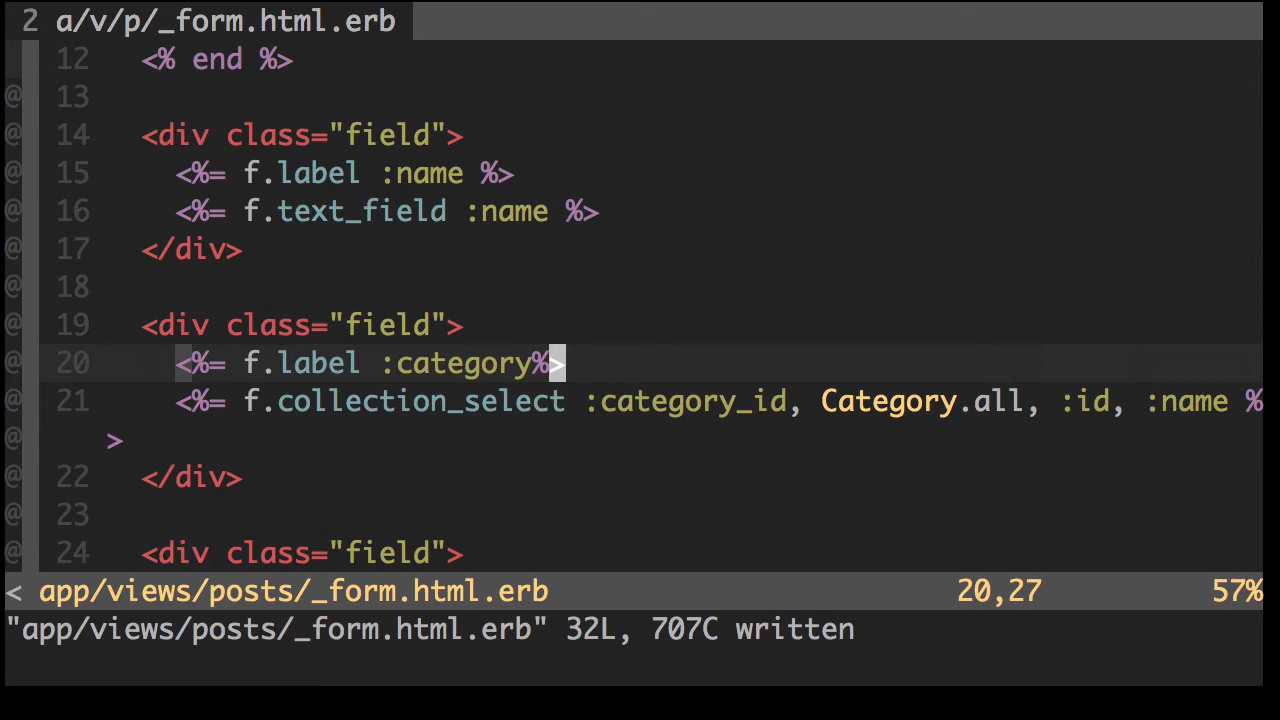 2 a/v/p/_form.html.erb
12 <% end %>
@ 13
@ 14 <div class="field">
@ 15 <%= f.label :name %>
@ 16 <%= f.text_field :name %>
@ 17 </div>
@ 18
@ 19 <div class="field">
@ 20 <%= f.label :category%>
@ 21 <%= f.collection_select :category_id, Category.all, :id, :name %
@ >
@ 22 </div>
@ 23
@ 24 <div class="field">
< app/views/posts/_form.html.erb 20,27 57%
"app/views/posts/_form.html.erb" 32L, 707C written